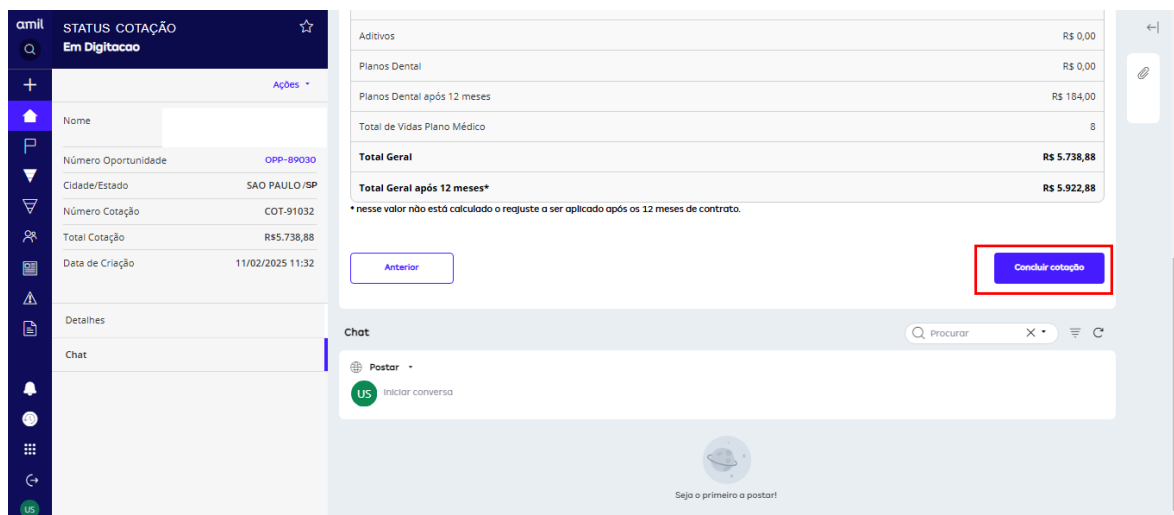 amil
STATUS COTAÇÃO
Em Digitacao
Ações
Nome
Número Oportunidade OPP-89030
Cidade/Estado SAO PAULO/SP
Número Cotação COT-91032
Total Cotação R$5.738,88
Data de Criação 11/02/2025 11:32
Detalhes
Chat
US
Aditivos R$ 0,00
Planos Dental R$ 0,00
Planos Dental após 12 meses R$ 184,00
Total de Vidas Plano Médico 8
Total Geral R$ 5.738,88
Total Geral após 12 meses* R$ 5.922,88
* nesse valor não está calculado o reajuste a ser aplicado após os 12 meses de contrato.
Anterior Concluir cotação
Chat Procurar
Postar
US Iniciar conversa
Seja o primeiro a postar!